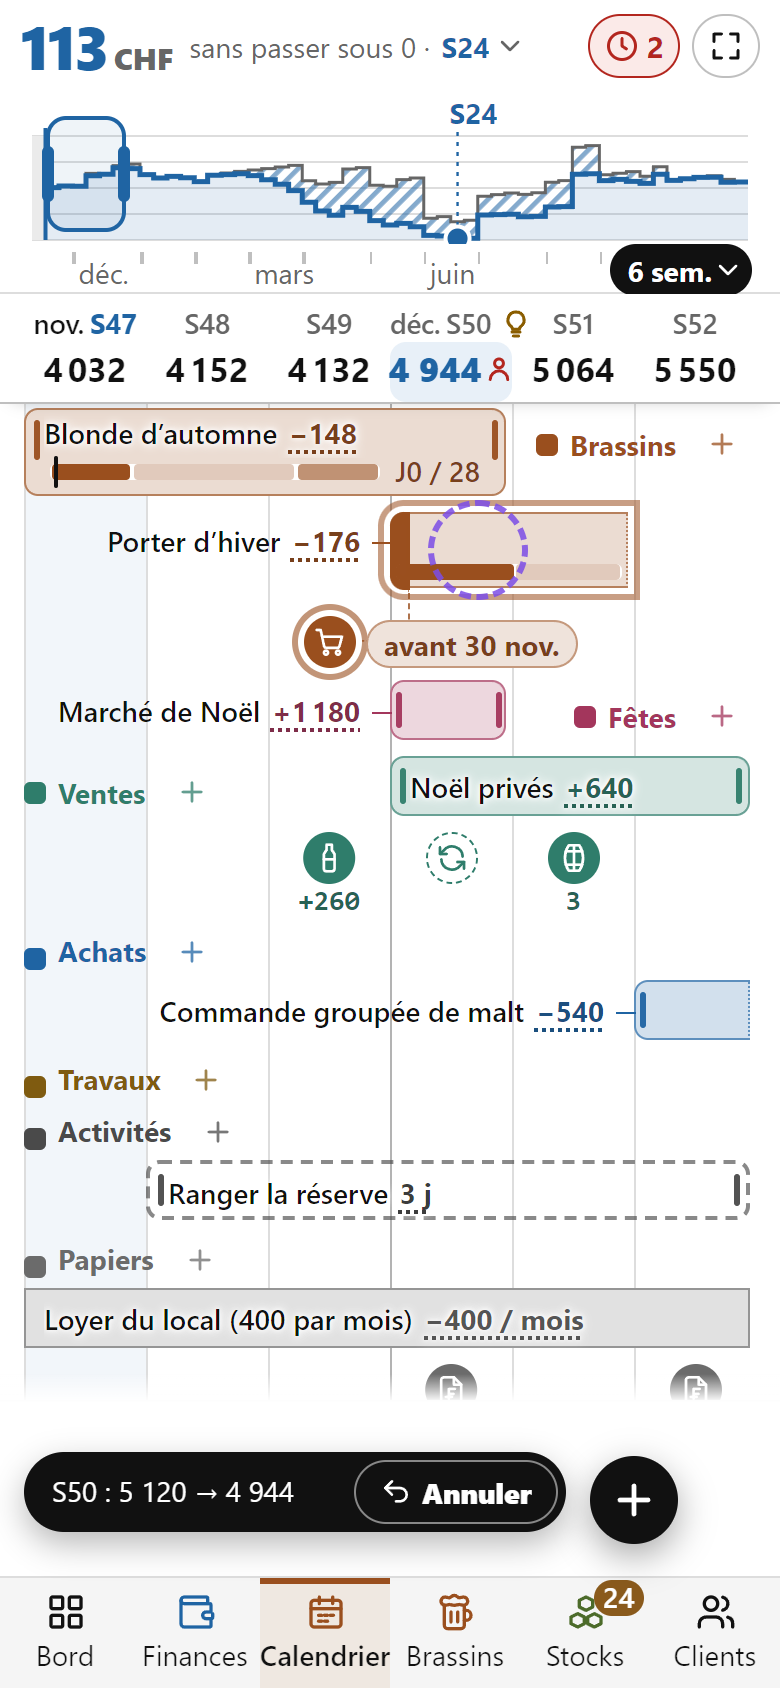 113 CHF sans passer sous 0 · S24
2
S24
déc. mars juin
6 sem.
nov. S47 S48 S49 déc. S50 S51 S52
4 032 4 152 4 132 4 944 5 064 5 550
Blonde d’automne −148
J0 / 28
Brassins +
Porter d’hiver −176
avant 30 nov.
Marché de Noël +1 180
Fêtes +
Ventes +
Noël privés +640
+260 3
Achats +
Commande groupée de malt −540
Travaux +
Activités +
Ranger la réserve 3 j
Papiers +
Loyer du local (400 par mois) −400 / mois
S50 : 5 120 → 4 944 Annuler
+
24
Bord Finances Calendrier Brassins Stocks Clients